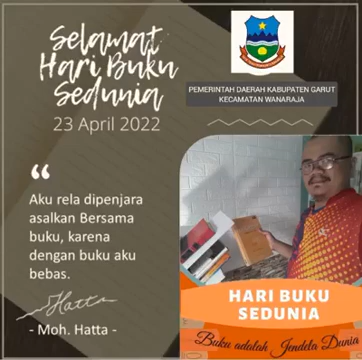 Selamat
Hari Buku
Sedunia
23 April 2022
PEMERINTAH DAERAH KABUPATEN GARUT
KECAMATAN WANARAJA
“
Aku rela dipenjara
asalkan Bersama
buku, karena
dengan buku aku
bebas.
Hatta
- Moh. Hatta -
HARI BUKU
SEDUNIA
Buku adalah Jendela Dunia